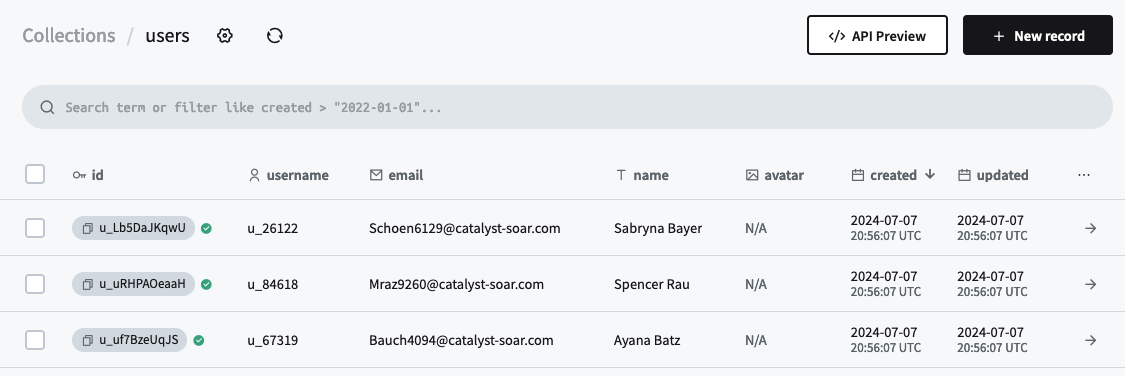 Collections / users
API Preview
New record
Search term or filter like created > "2022-01-01"...
id username email name avatar created updated
u_Lb5DaJKqwU u_26122 Schoen6129@catalyst-soar.com Sabryna Bayer N/A 2024-07-07 2024-07-07
20:56:07 UTC 20:56:07 UTC
u_uRHPAOeaaH u_84618 Mraz9260@catalyst-soar.com Spencer Rau N/A 2024-07-07 2024-07-07
20:56:07 UTC 20:56:07 UTC
u_uf7BzeUqJS u_67319 Bauch4094@catalyst-soar.com Ayana Batz N/A 2024-07-07 2024-07-07
20:56:07 UTC 20:56:07 UTC